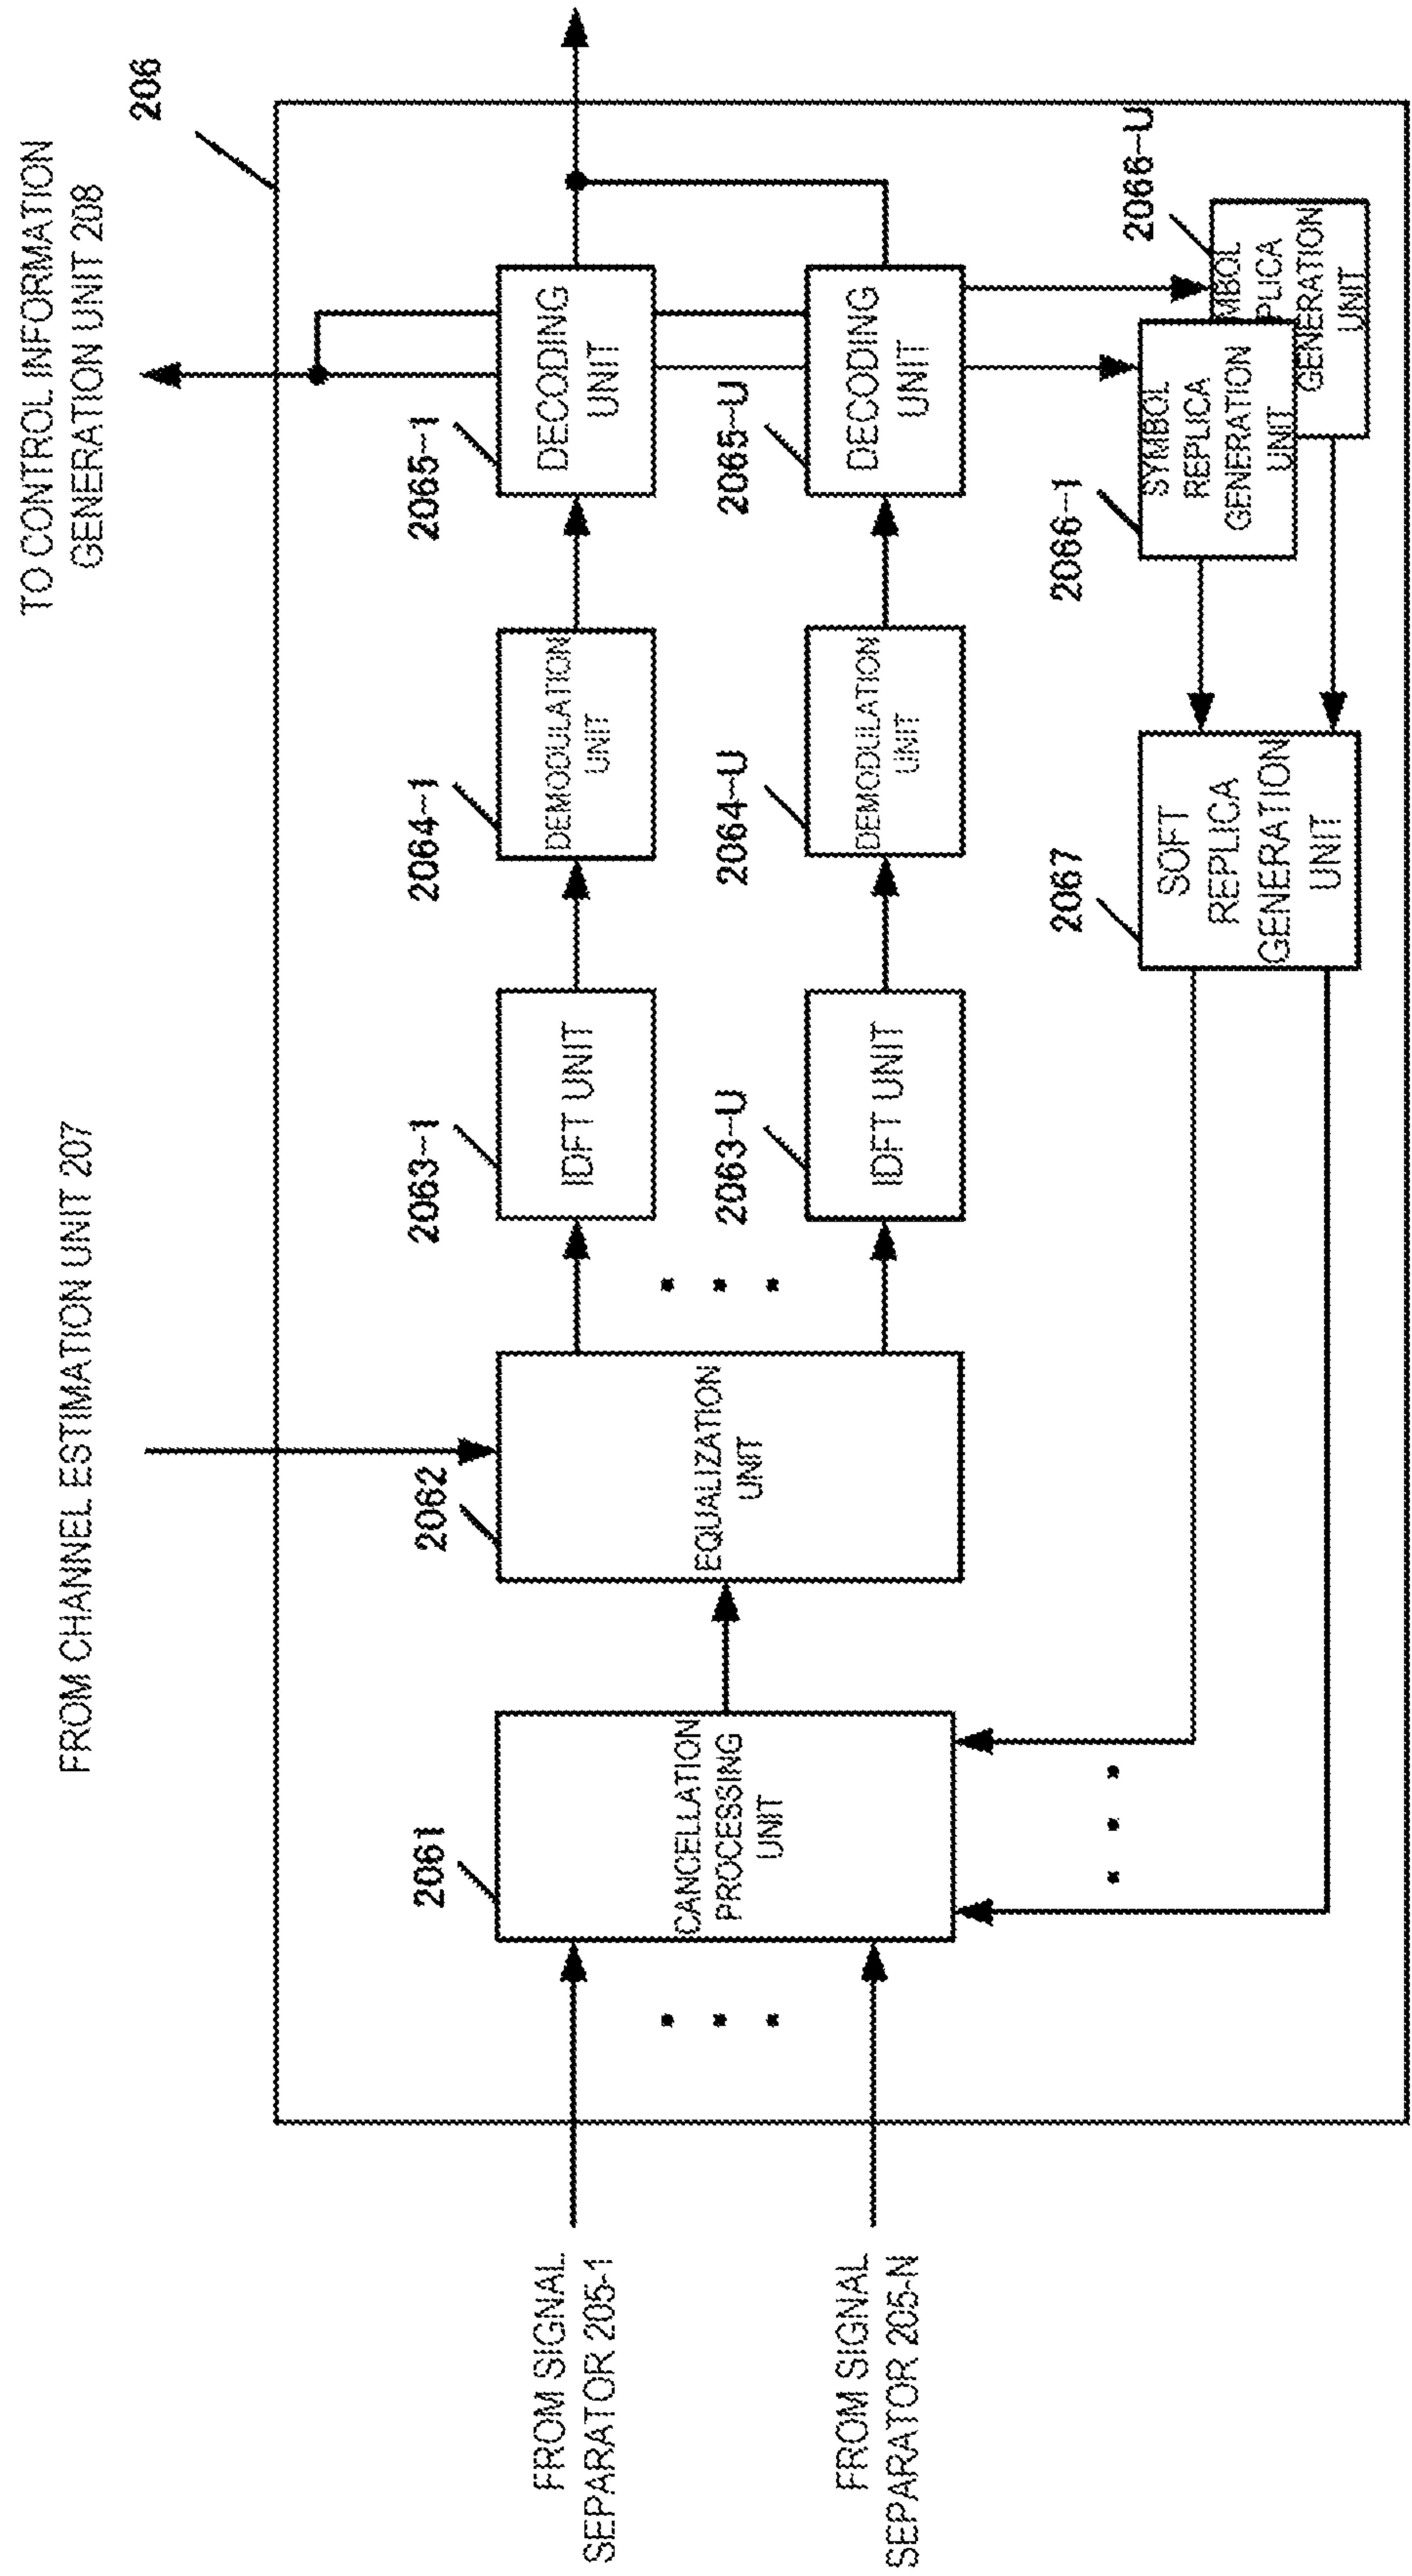 TO CONTROL INFORMATION
GENERATION UNIT 208
FROM CHANNEL ESTIMATION UNIT 207
206
2061
CANCELLATION
PROCESSING
UNIT
2062
EQUALIZATION
UNIT
2063-1
IDFT UNIT
2064-1
DEMODULATION
UNIT
2065-1
DECODING
UNIT
2063-U
IDFT UNIT
2064-U
DEMODULATION
UNIT
2065-U
DECODING
UNIT
2067
SOFT
REPLICA
GENERATION
UNIT
2066-1
SYMBOL
REPLICA
GENERATION
UNIT
2066-U
MBOL
PLICA
GENERATION
UNIT
FROM SIGNAL
SEPARATOR 205-1
FROM SIGNAL
SEPARATOR 205-N